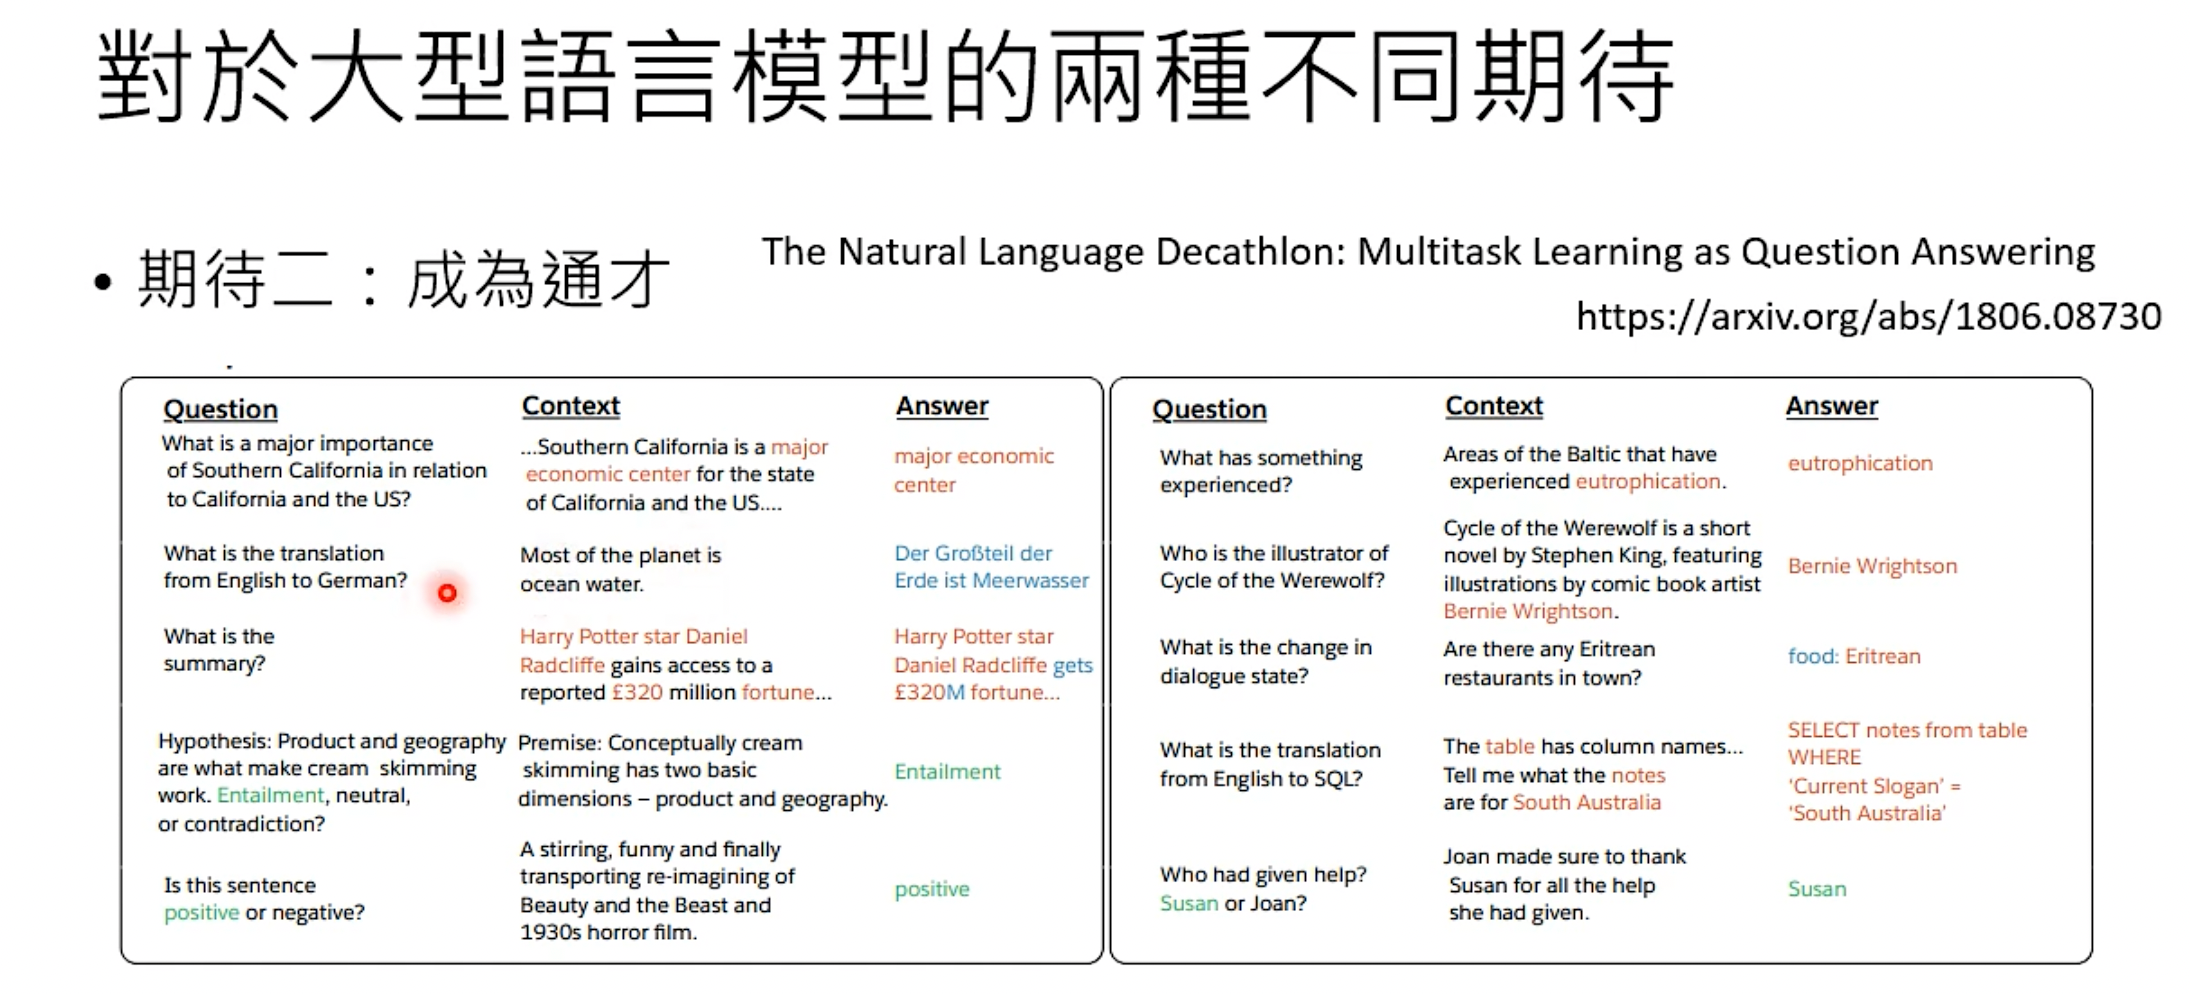 對於大型語言模型的兩種不同期待
• 期待二：成為通才
The Natural Language Decathlon: Multitask Learning as Question Answering
https://arxiv.org/abs/1806.08730
Question
Context
Answer
What is a major importance
of Southern California in relation
to California and the US?
...Southern California is a major
economic center for the state
of California and the US....
major economic
center
What is the translation
from English to German?
Most of the planet is
ocean water.
Der Großteil der
Erde ist Meerwasser
What is the
summary?
Harry Potter star Daniel
Radcliffe gains access to a
reported £320 million fortune...
Harry Potter star
Daniel Radcliffe gets
£320M fortune...
Hypothesis: Product and geography
are what make cream skimming
work. Entailment, neutral,
or contradiction?
Premise: Conceptually cream
skimming has two basic
dimensions – product and geography.
Entailment
Is this sentence
positive or negative?
A stirring, funny and finally
transporting re-imagining of
Beauty and the Beast and
1930s horror film.
positive
Question
Context
Answer
What has something
experienced?
Areas of the Baltic that have
experienced eutrophication.
eutrophication
Who is the illustrator of
Cycle of the Werewolf?
Cycle of the Werewolf is a short
novel by Stephen King, featuring
illustrations by comic book artist
Bernie Wrightson.
Bernie Wrightson
What is the change in
dialogue state?
Are there any Eritrean
restaurants in town?
food: Eritrean
What is the translation
from English to SQL?
The table has column names...
Tell me what the notes
are for South Australia
SELECT notes from table
WHERE
‘Current Slogan’ =
‘South Australia’
Who had given help?
Susan or Joan?
Joan made sure to thank
Susan for all the help
she had given.
Susan